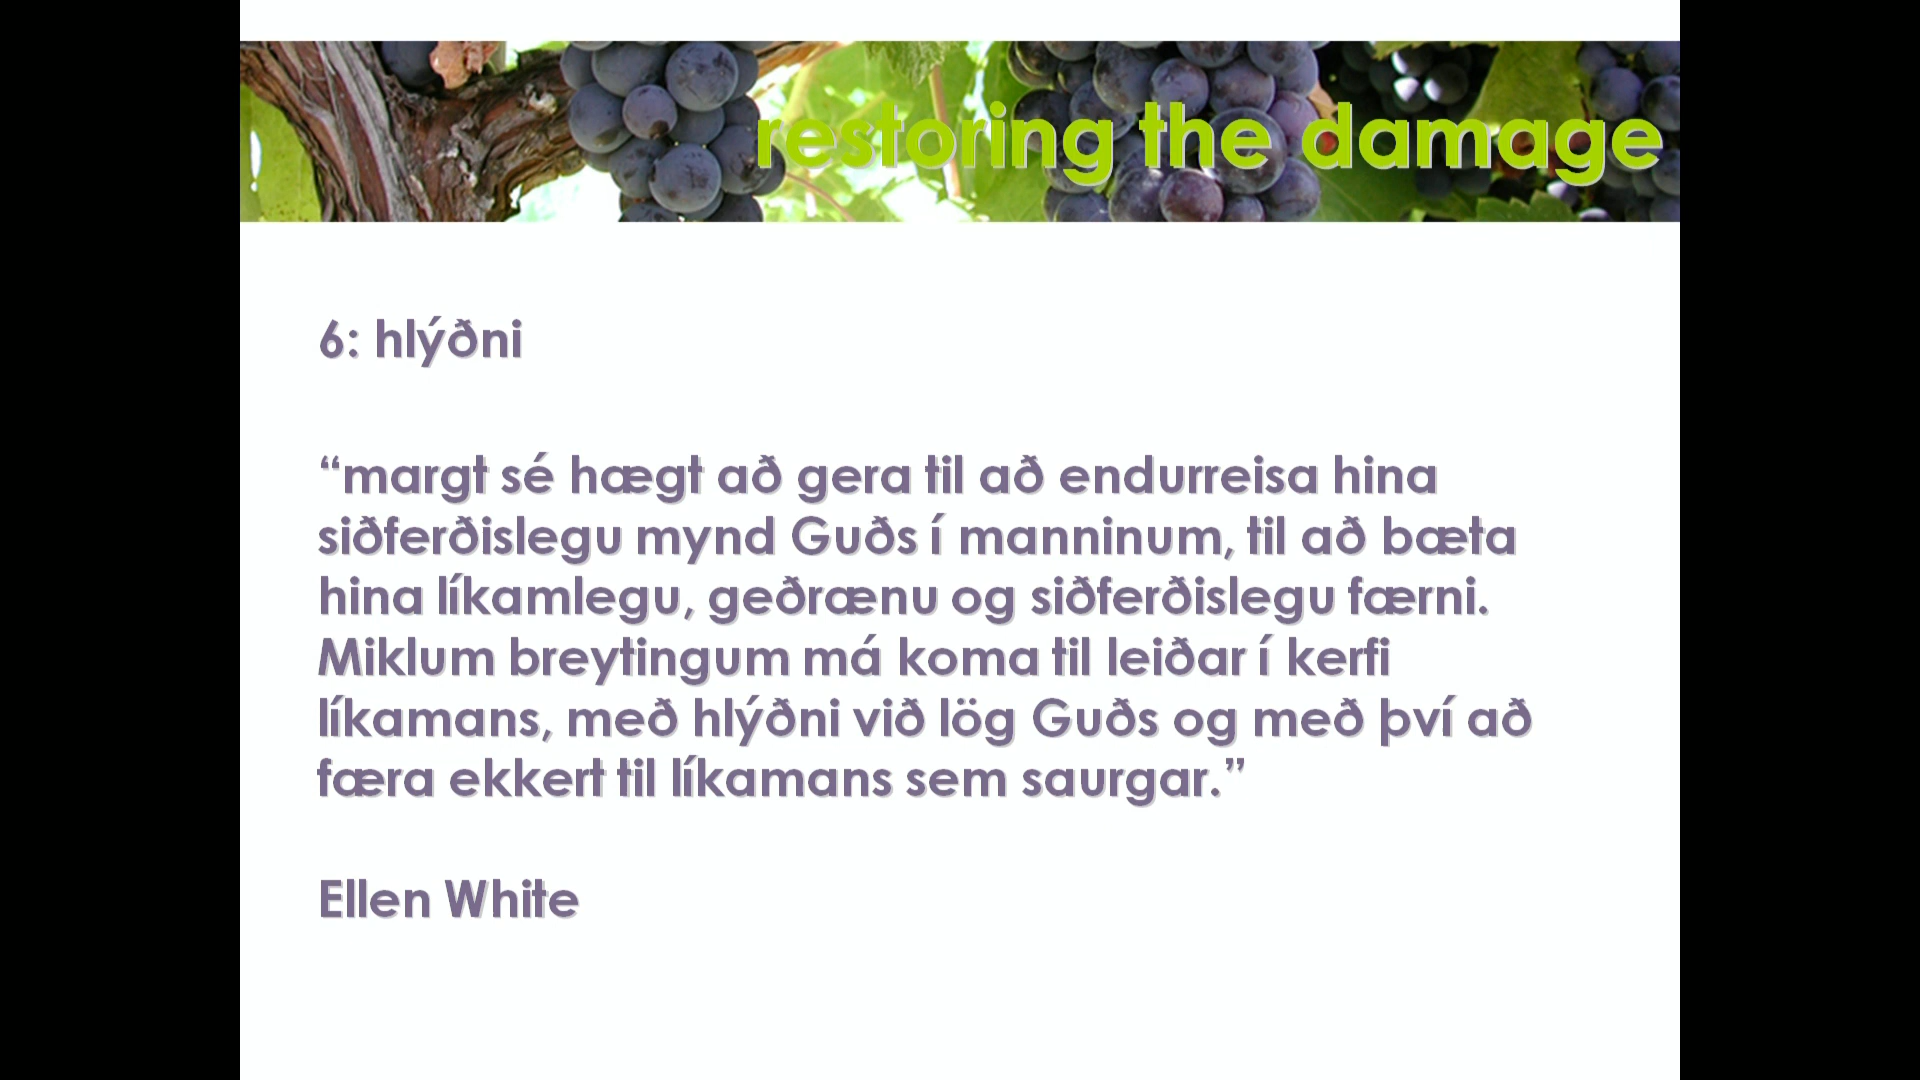 restoring the damage
6: hlýðni
“margt sé hægt að gera til að endurreisa hina
siðferðislegu mynd Guðs í manninum, til að bæta
hina líkamlegu, geðrænu og siðferðislegu færni.
Miklum breytingum má koma til leiðar í kerfi
líkamans, með hlýðni við lög Guðs og með því að
færa ekkert til líkamans sem saurgar.”
Ellen White